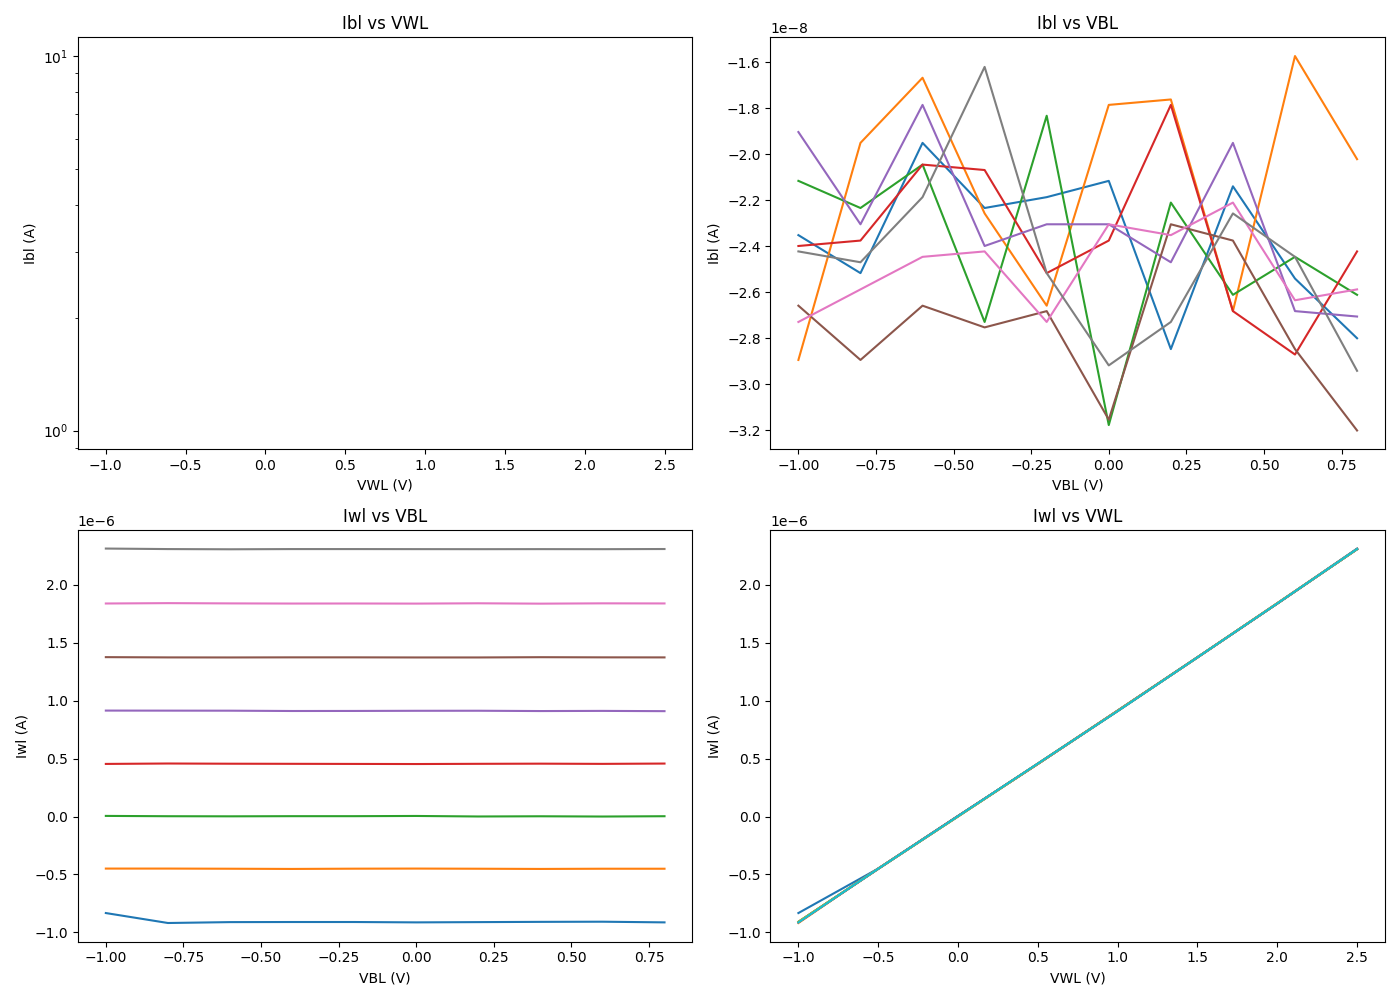 Ibl vs VWL
10¹
10⁰
Ibl (A)
−1.0 −0.5 0.0 0.5 1.0 1.5 2.0 2.5
VWL (V)
Ibl vs VBL
1e−8
−1.6
−1.8
−2.0
−2.2
−2.4
−2.6
−2.8
−3.0
−3.2
Ibl (A)
−1.00 −0.75 −0.50 −0.25 0.00 0.25 0.50 0.75
VBL (V)
Iwl vs VBL
1e−6
2.0
1.5
1.0
0.5
0.0
−0.5
−1.0
Iwl (A)
−1.00 −0.75 −0.50 −0.25 0.00 0.25 0.50 0.75
VBL (V)
Iwl vs VWL
1e−6
2.0
1.5
1.0
0.5
0.0
−0.5
−1.0
Iwl (A)
−1.0 −0.5 0.0 0.5 1.0 1.5 2.0 2.5
VWL (V)